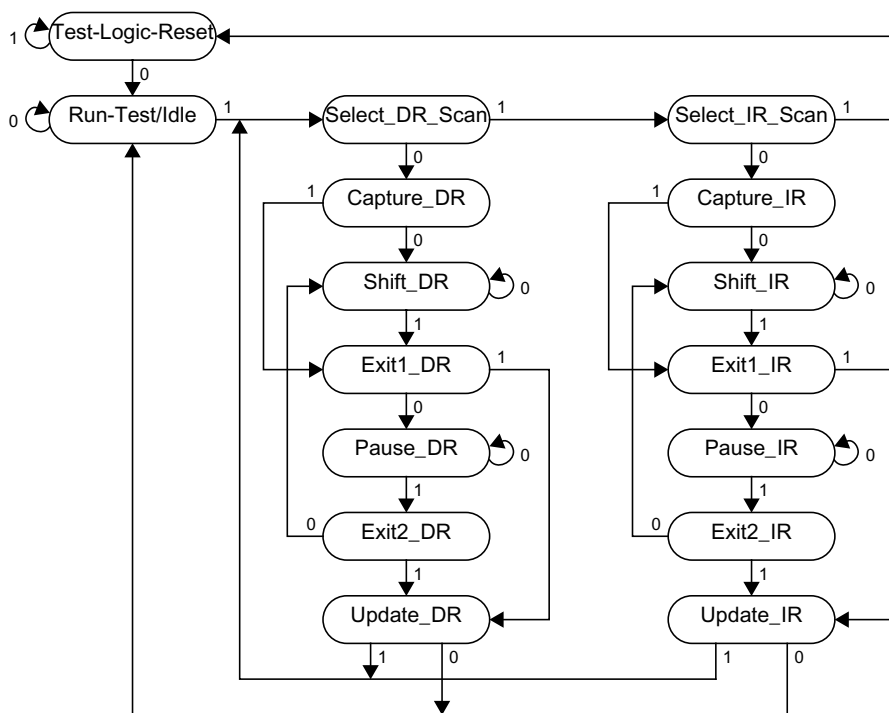 Test-Logic-Reset
1
0
Run-Test/Idle
0
1
Select_DR_Scan
1
Select_IR_Scan
1
0
0
1
Capture_DR
1
Capture_IR
0
0
Shift_DR
0
Shift_IR
0
1
1
Exit1_DR
1
Exit1_IR
1
0
0
Pause_DR
0
Pause_IR
0
1
1
0
Exit2_DR
0
Exit2_IR
1
1
Update_DR
Update_IR
1
0
1
0